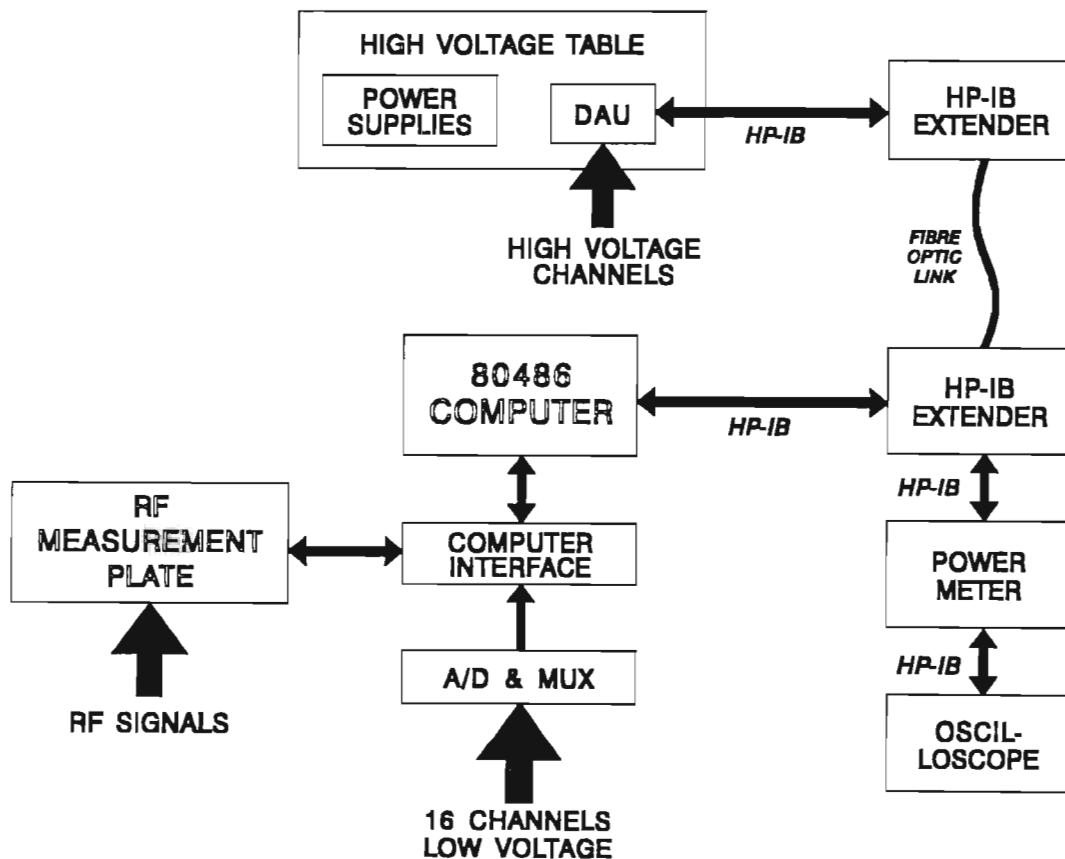 HIGH VOLTAGE TABLE
POWER
SUPPLIES
DAU
HP-IB
HP-IB
EXTENDER
HIGH VOLTAGE
CHANNELS
FIBRE
OPTIC
LINK
80486
COMPUTER
HP-IB
HP-IB
EXTENDER
HP-IB
RF
MEASUREMENT
PLATE
COMPUTER
INTERFACE
POWER
METER
A/D & MUX
HP-IB
RF SIGNALS
OSCIL-
LOSCOPE
16 CHANNELS
LOW VOLTAGE